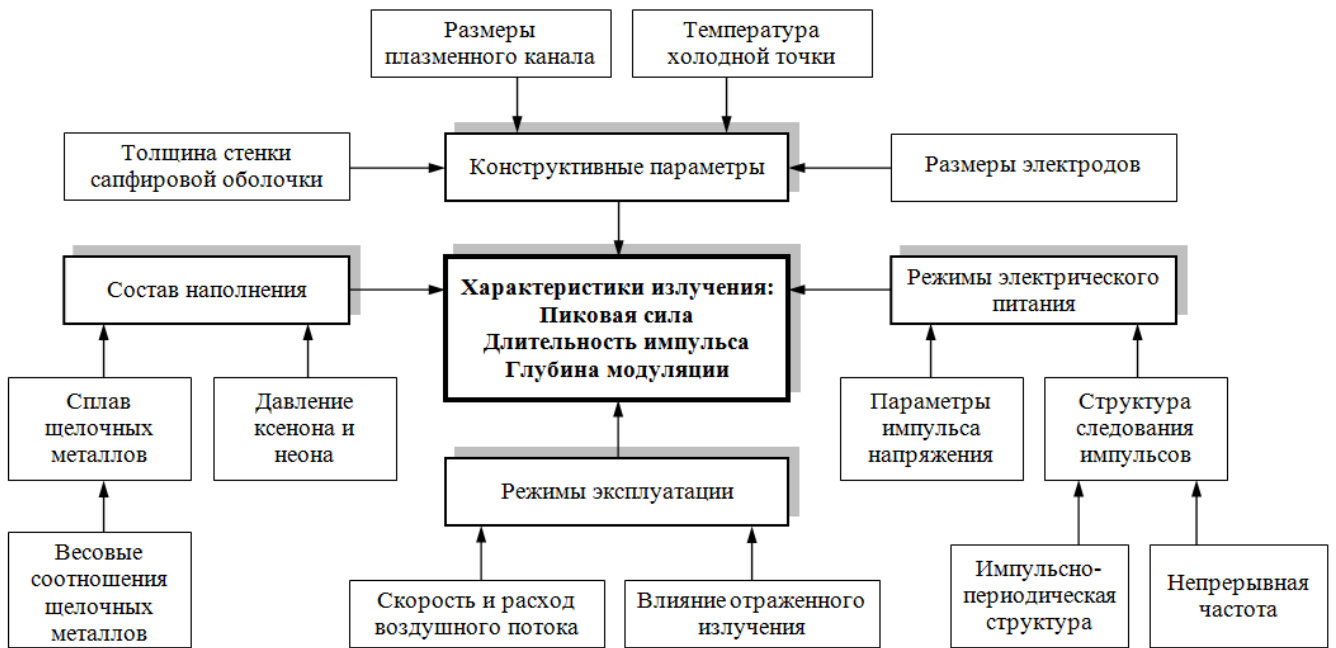 Размеры
плазменного канала
Температура
холодной точки
Толщина стенки
сапфировой оболочки
Конструктивные параметры
Размеры электродов
Состав наполнения
Характеристики излучения:
Пиковая сила
Длительность импульса
Глубина модуляции
Режимы электрического
питания
Сплав
щелочных
металлов
Давление
ксенона и
неона
Параметры
импульса
напряжения
Структура
следования
импульсов
Режимы эксплуатации
Весовые
соотношения
щелочных
металлов
Скорость и расход
воздушного потока
Влияние отраженного
излучения
Импульсно-
периодическая
структура
Непрерывная
частота